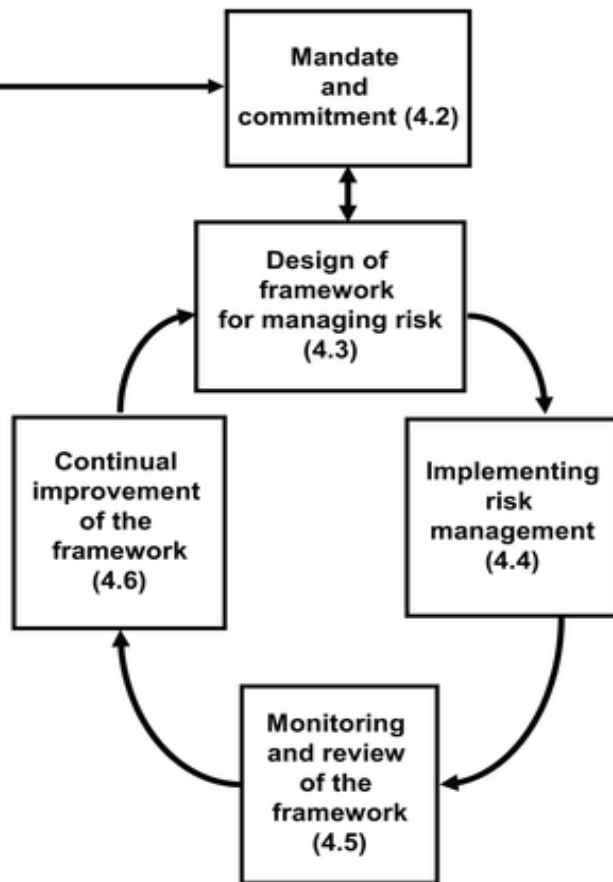 Mandate
and
commitment (4.2)
Design of
framework
for managing risk
(4.3)
Implementing
risk
management
(4.4)
Monitoring
and review
of the
framework
(4.5)
Continual
improvement
of the
framework
(4.6)